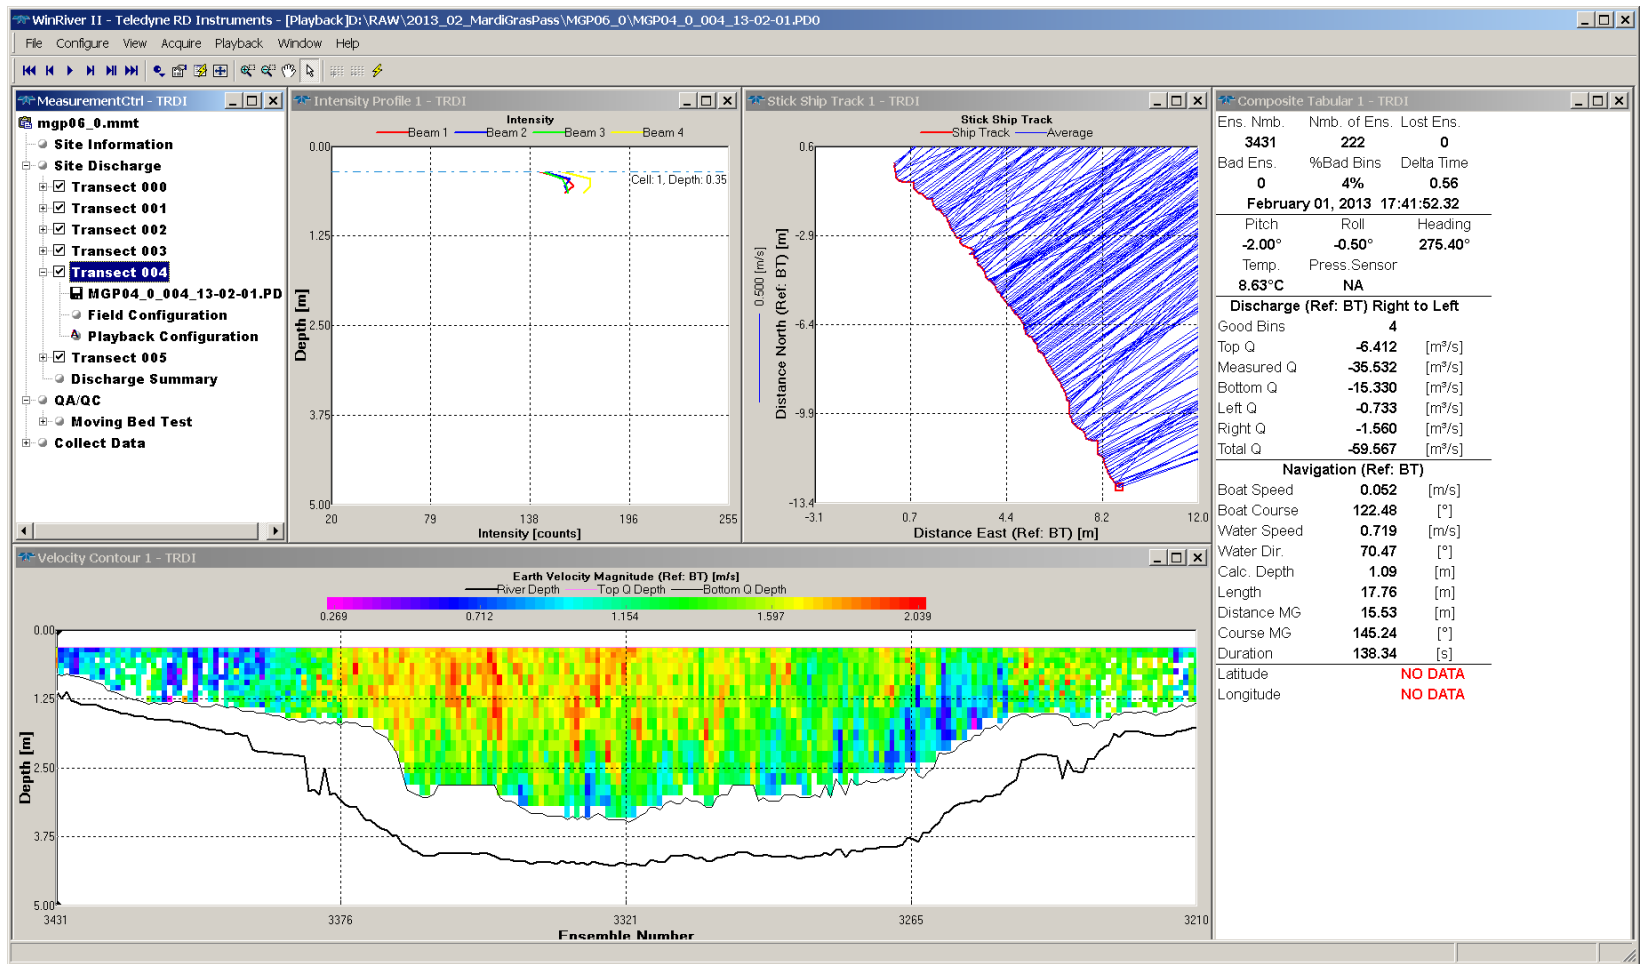 WinRiver II - Teledyne RD Instruments - [Playback]D:\RAW\2013_02_MardiGrasPass\MGP06_0\MGP04_0_004_13-02-01.PD0
File Configure View Acquire Playback Window Help
MeasurementCtrl - TRDI
mgp06_0.mmt
Site Information
Site Discharge
Transect 000
Transect 001
Transect 002
Transect 003
Transect 004
MGP04_0_004_13-02-01.PD
Field Configuration
Playback Configuration
Transect 005
Discharge Summary
QA/QC
Moving Bed Test
Collect Data
Intensity Profile 1 - TRDI
Intensity
Beam 1 Beam 2 Beam 3 Beam 4
0.00
Cell: 1, Depth: 0.35
1.25
2.50
3.75
5.00
Depth [m]
20 79 138 196 255
Intensity [counts]
Stick Ship Track 1 - TRDI
Stick Ship Track
Ship Track Average
0.6
-2.9
-6.4
-9.9
-13.4
0.500 [m/s]
Distance North (Ref: BT) [m]
-3.1 0.7 4.4 8.2 12.0
Distance East (Ref: BT) [m]
Composite Tabular 1 - TRDI
Ens. Nmb. Nmb. of Ens. Lost Ens.
3431 222 0
Bad Ens. %Bad Bins Delta Time
0 4% 0.56
February 01, 2013 17:41:52.32
Pitch Roll Heading
-2.00° -0.50° 275.40°
Temp. Press.Sensor
8.63°C NA
Discharge (Ref: BT) Right to Left
Good Bins 4
Top Q -6.412 [m³/s]
Measured Q -35.532 [m³/s]
Bottom Q -15.330 [m³/s]
Left Q -0.733 [m³/s]
Right Q -1.560 [m³/s]
Total Q -59.567 [m³/s]
Navigation (Ref: BT)
Boat Speed 0.052 [m/s]
Boat Course 122.48 [°]
Water Speed 0.719 [m/s]
Water Dir. 70.47 [°]
Calc. Depth 1.09 [m]
Length 17.76 [m]
Distance MG 15.53 [m]
Course MG 145.24 [°]
Duration 138.34 [s]
Latitude NO DATA
Longitude NO DATA
Velocity Contour 1 - TRDI
Earth Velocity Magnitude (Ref: BT) [m/s]
River Depth Top Q Depth Bottom Q Depth
0.269 0.712 1.154 1.597 2.039
0.00
1.25
2.50
3.75
5.00
Depth [m]
3431 3376 3321 3265 3210
Ensemble Number